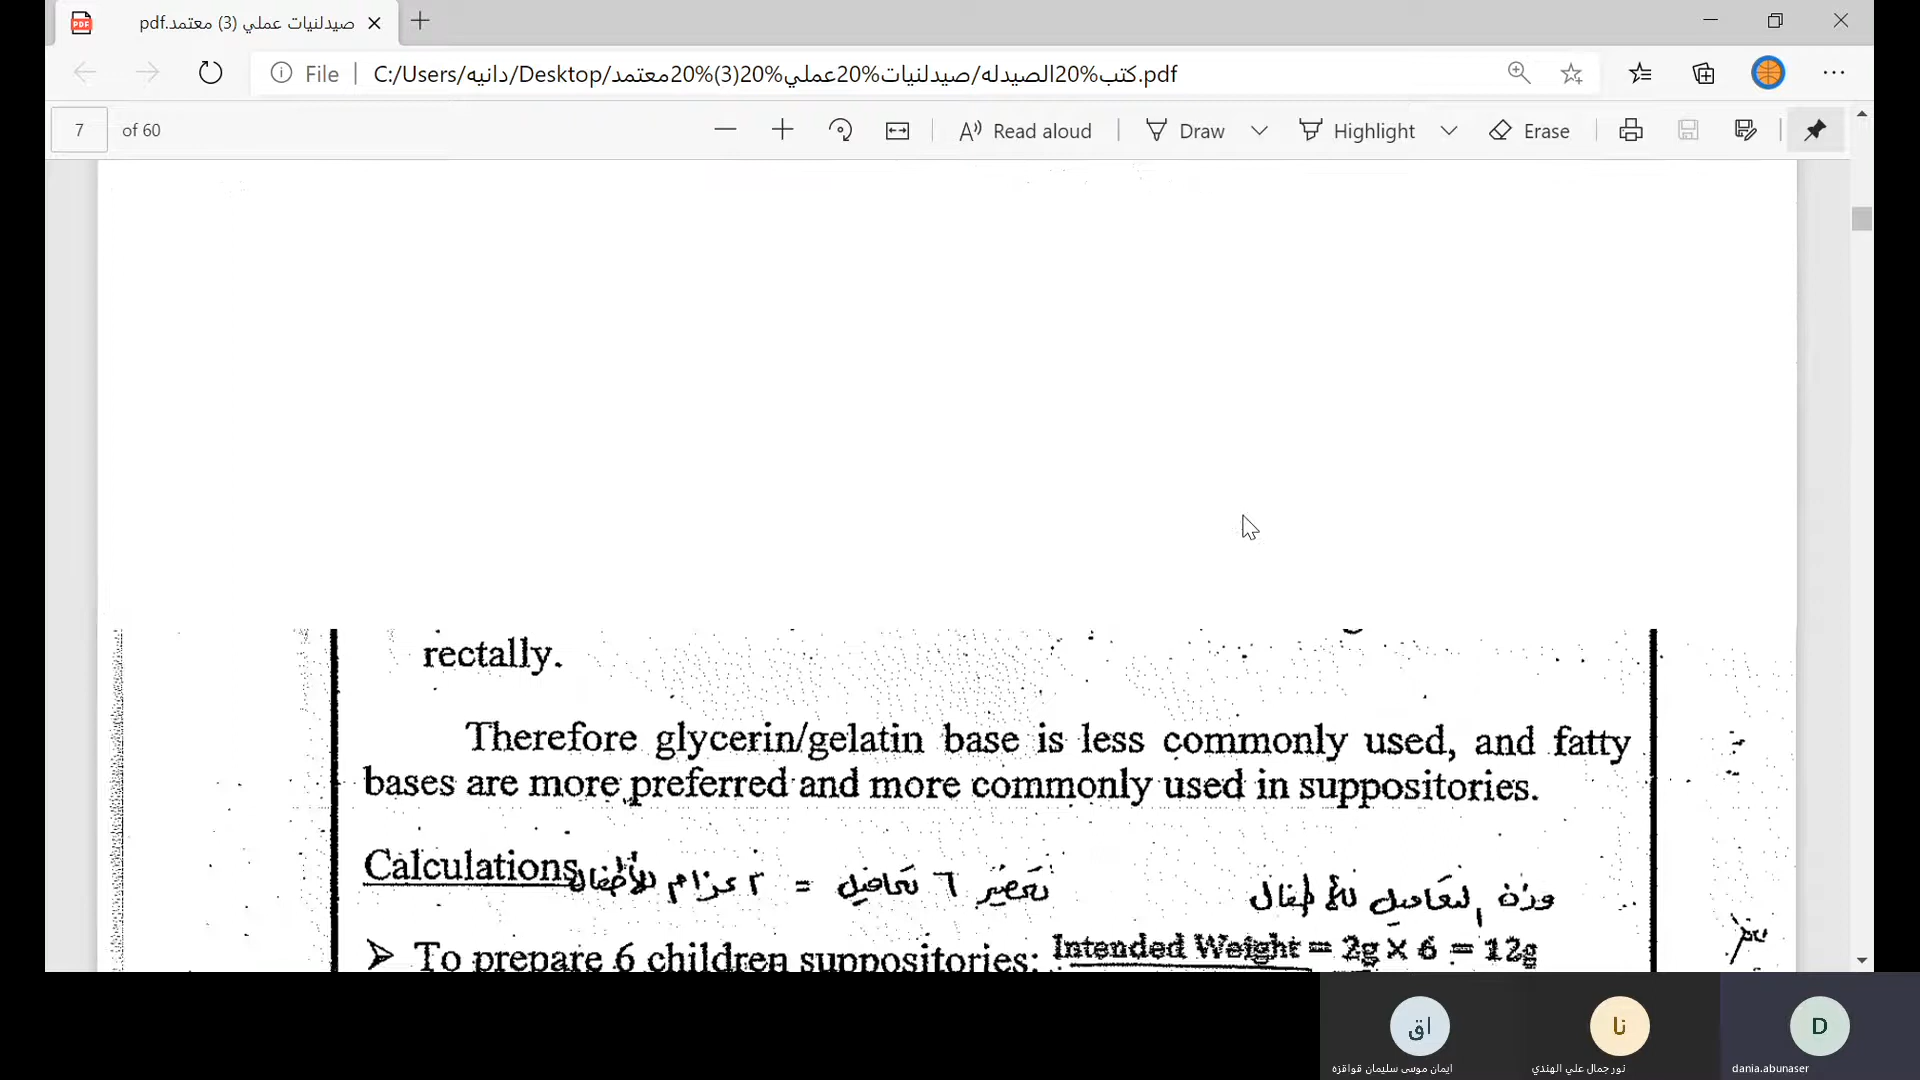 صيدلنيات عملي (3) معتمد.pdf
File
C:/Users/دانيه/Desktop/كتب%20الصيدله/صيدلنيات%20عملي%20(3)%20معتمد.pdf
7 of 60
Read aloud
Draw
Highlight
Erase
rectally.
Therefore glycerin/gelatin base is less commonly used, and fatty
bases are more preferred and more commonly used in suppositories.
Calculations
تحضير ٦ تحاميل = ٢ غرام للأطفال
وزن التحاميل للأطفال
➢ To prepare 6 children suppositories: Intended Weight = 2g X 6 = 12g
اق
نا
D
ايمان موسى سليمان قواقزه
نور جمال علي الهندي
dania.abunaser